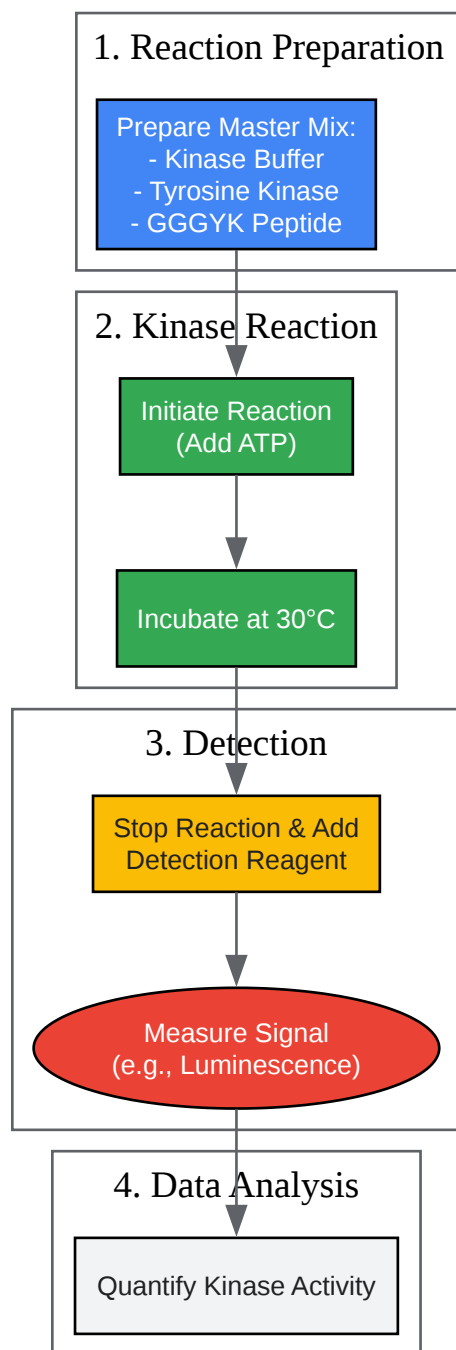 1. Reaction Preparation
Prepare Master Mix:
- Kinase Buffer
- Tyrosine Kinase
- GGGYK Peptide
2. Kinase Reaction
Initiate Reaction
(Add ATP)
Incubate at 30°C
3. Detection
Stop Reaction & Add
Detection Reagent
Measure Signal
(e.g., Luminescence)
4. Data Analysis
Quantify Kinase Activity